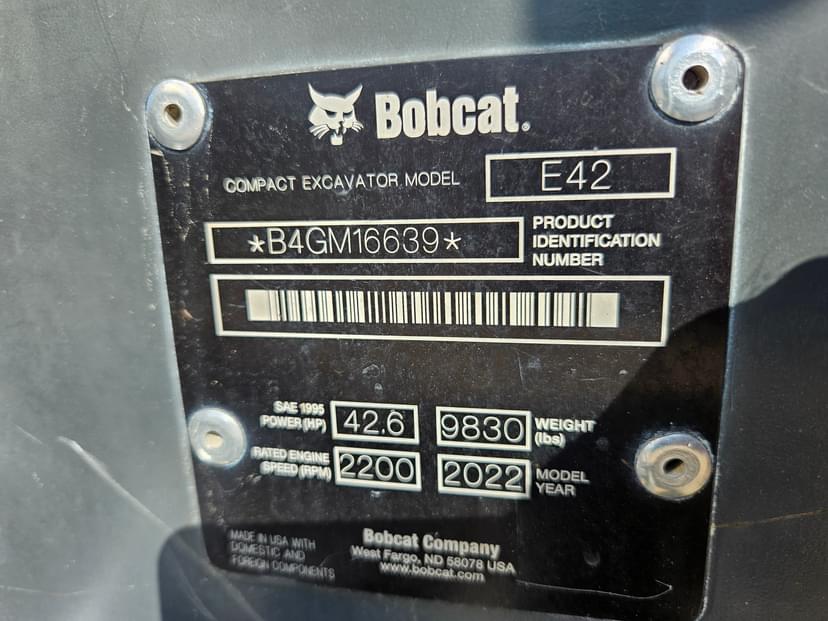 Bobcat.
COMPACT EXCAVATOR MODEL E42
*B4GM16639*
PRODUCT
IDENTIFICATION
NUMBER
SAE 1995
POWER (HP)
42.6
9830
WEIGHT
(lbs)
RATED ENGINE
SPEED (RPM)
2200
2022
MODEL
YEAR
MADE IN USA WITH
DOMESTIC AND
FOREIGN COMPONENTS
Bobcat Company
West Fargo, ND 58078 USA
www.bobcat.com